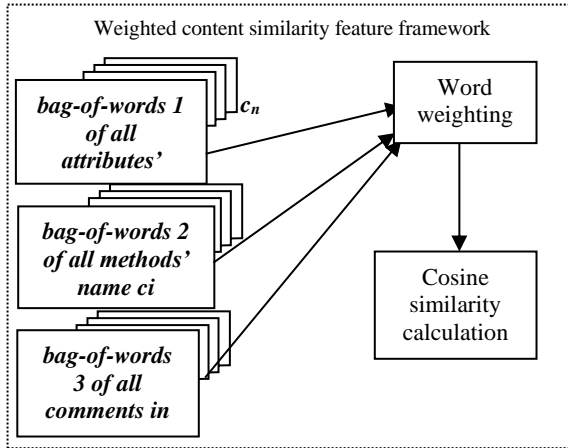 Weighted content similarity feature framework
bag-of-words 1
of all
attributes’
c_n
bag-of-words 2
of all methods’
name ci
bag-of-words
3 of all
comments in
Word
weighting
Cosine
similarity
calculation